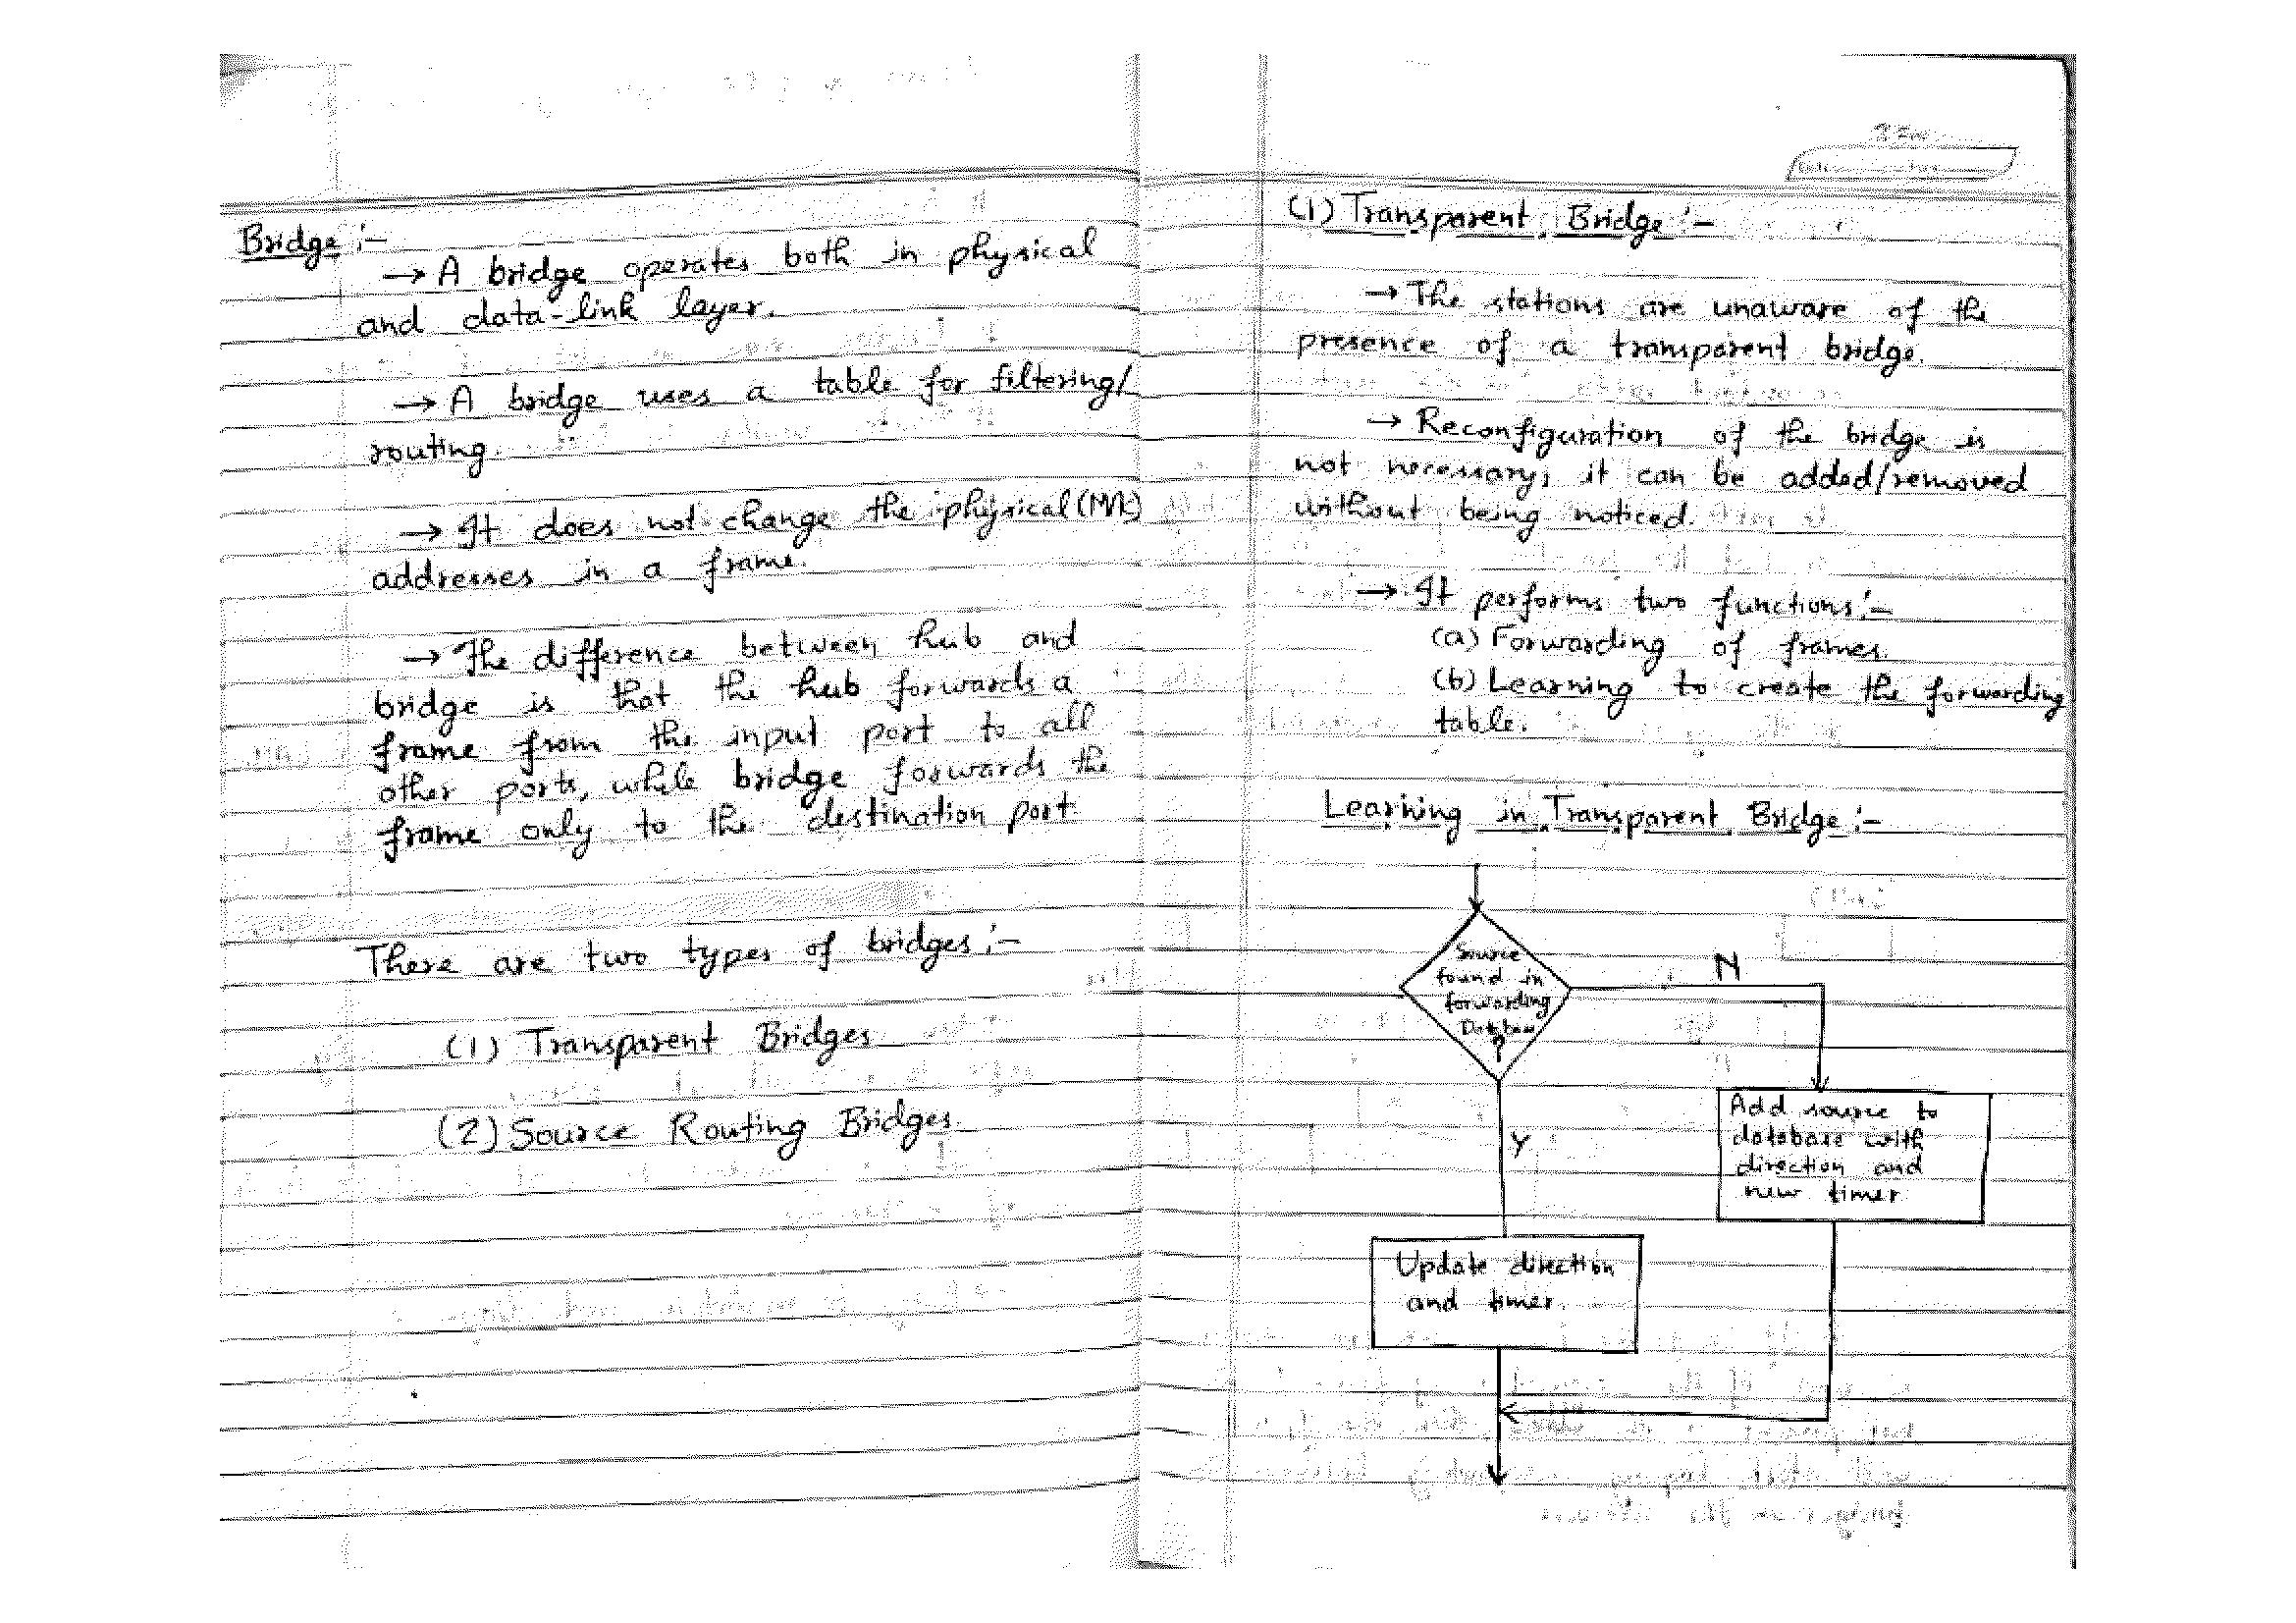 Bridge :-
→ A bridge operates both in physical
and data-link layer.
→ A bridge uses a table for filtering/
routing.
→ It does not change the physical (MAC)
addresses in a frame.
→ The difference between hub and
bridge is that the hub forwards a
frame from the input port to all
other ports, while bridge forwards the
frame only to the destination port.
There are two types of bridges :-
(1) Transparent Bridges
(2) Source Routing Bridges.
(1) Transparent Bridge :-
→ The stations are unaware of the
presence of a transparent bridge.
→ Reconfiguration of the bridge is
not necessary; it can be added/removed
without being noticed.
→ It performs two functions :-
(a) Forwarding of frames.
(b) Learning to create the forwarding
table.
Learning in Transparent Bridge :-
Source
found in
forwarding
Database
?
N
Y
Add source to
database with
direction and
new timer
Update direction
and timer.